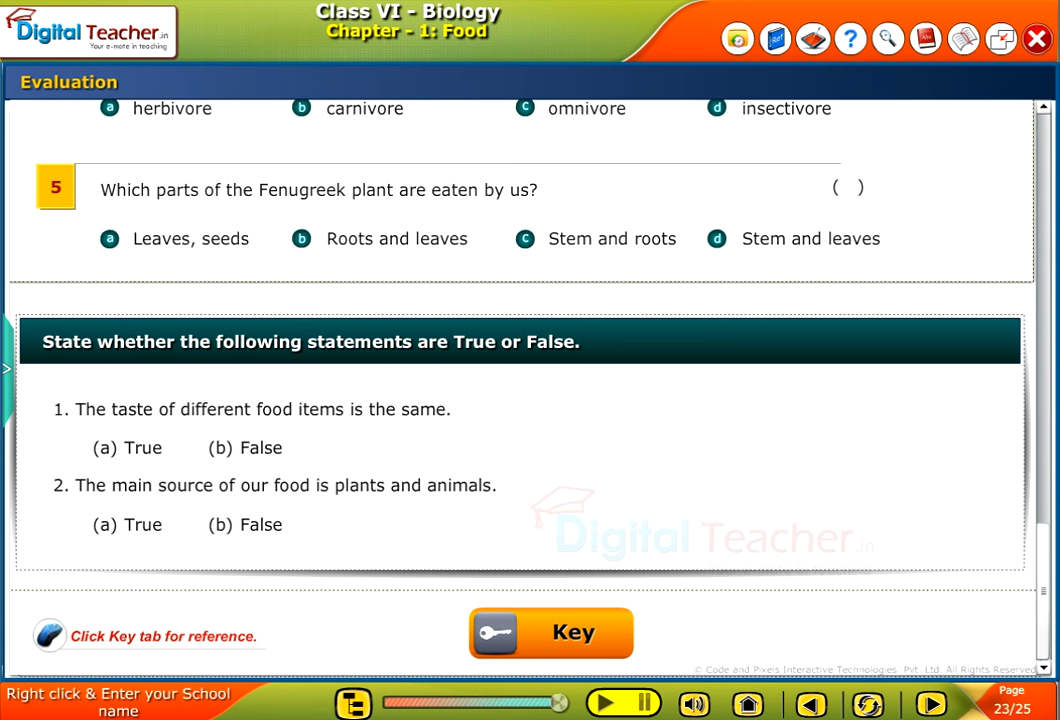 Class VI - Biology
Digital Teacher.in
Chapter - 1: Food
Your e-mate in teaching
Evaluation
a herbivore b carnivore c omnivore d insectivore
5 Which parts of the Fenugreek plant are eaten by us? ( )
a Leaves, seeds b Roots and leaves c Stem and roots d Stem and leaves
State whether the following statements are True or False.
1. The taste of different food items is the same.
(a) True (b) False
2. The main source of our food is plants and animals.
(a) True (b) False
Digital Teacher.in
Click Key tab for reference. Key
© Code and Pixels Interactive Technologies. Pvt. Ltd. All Rights Reserved
Right click & Enter your School
name
Page
23/25